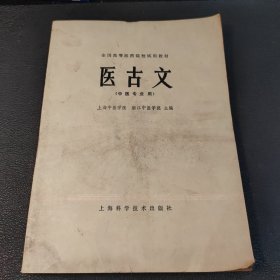 全国高等医药院校试用教材
医古文
(中医专业用)
上海中医学院 浙江中医学院 主编
上海科学技术出版社